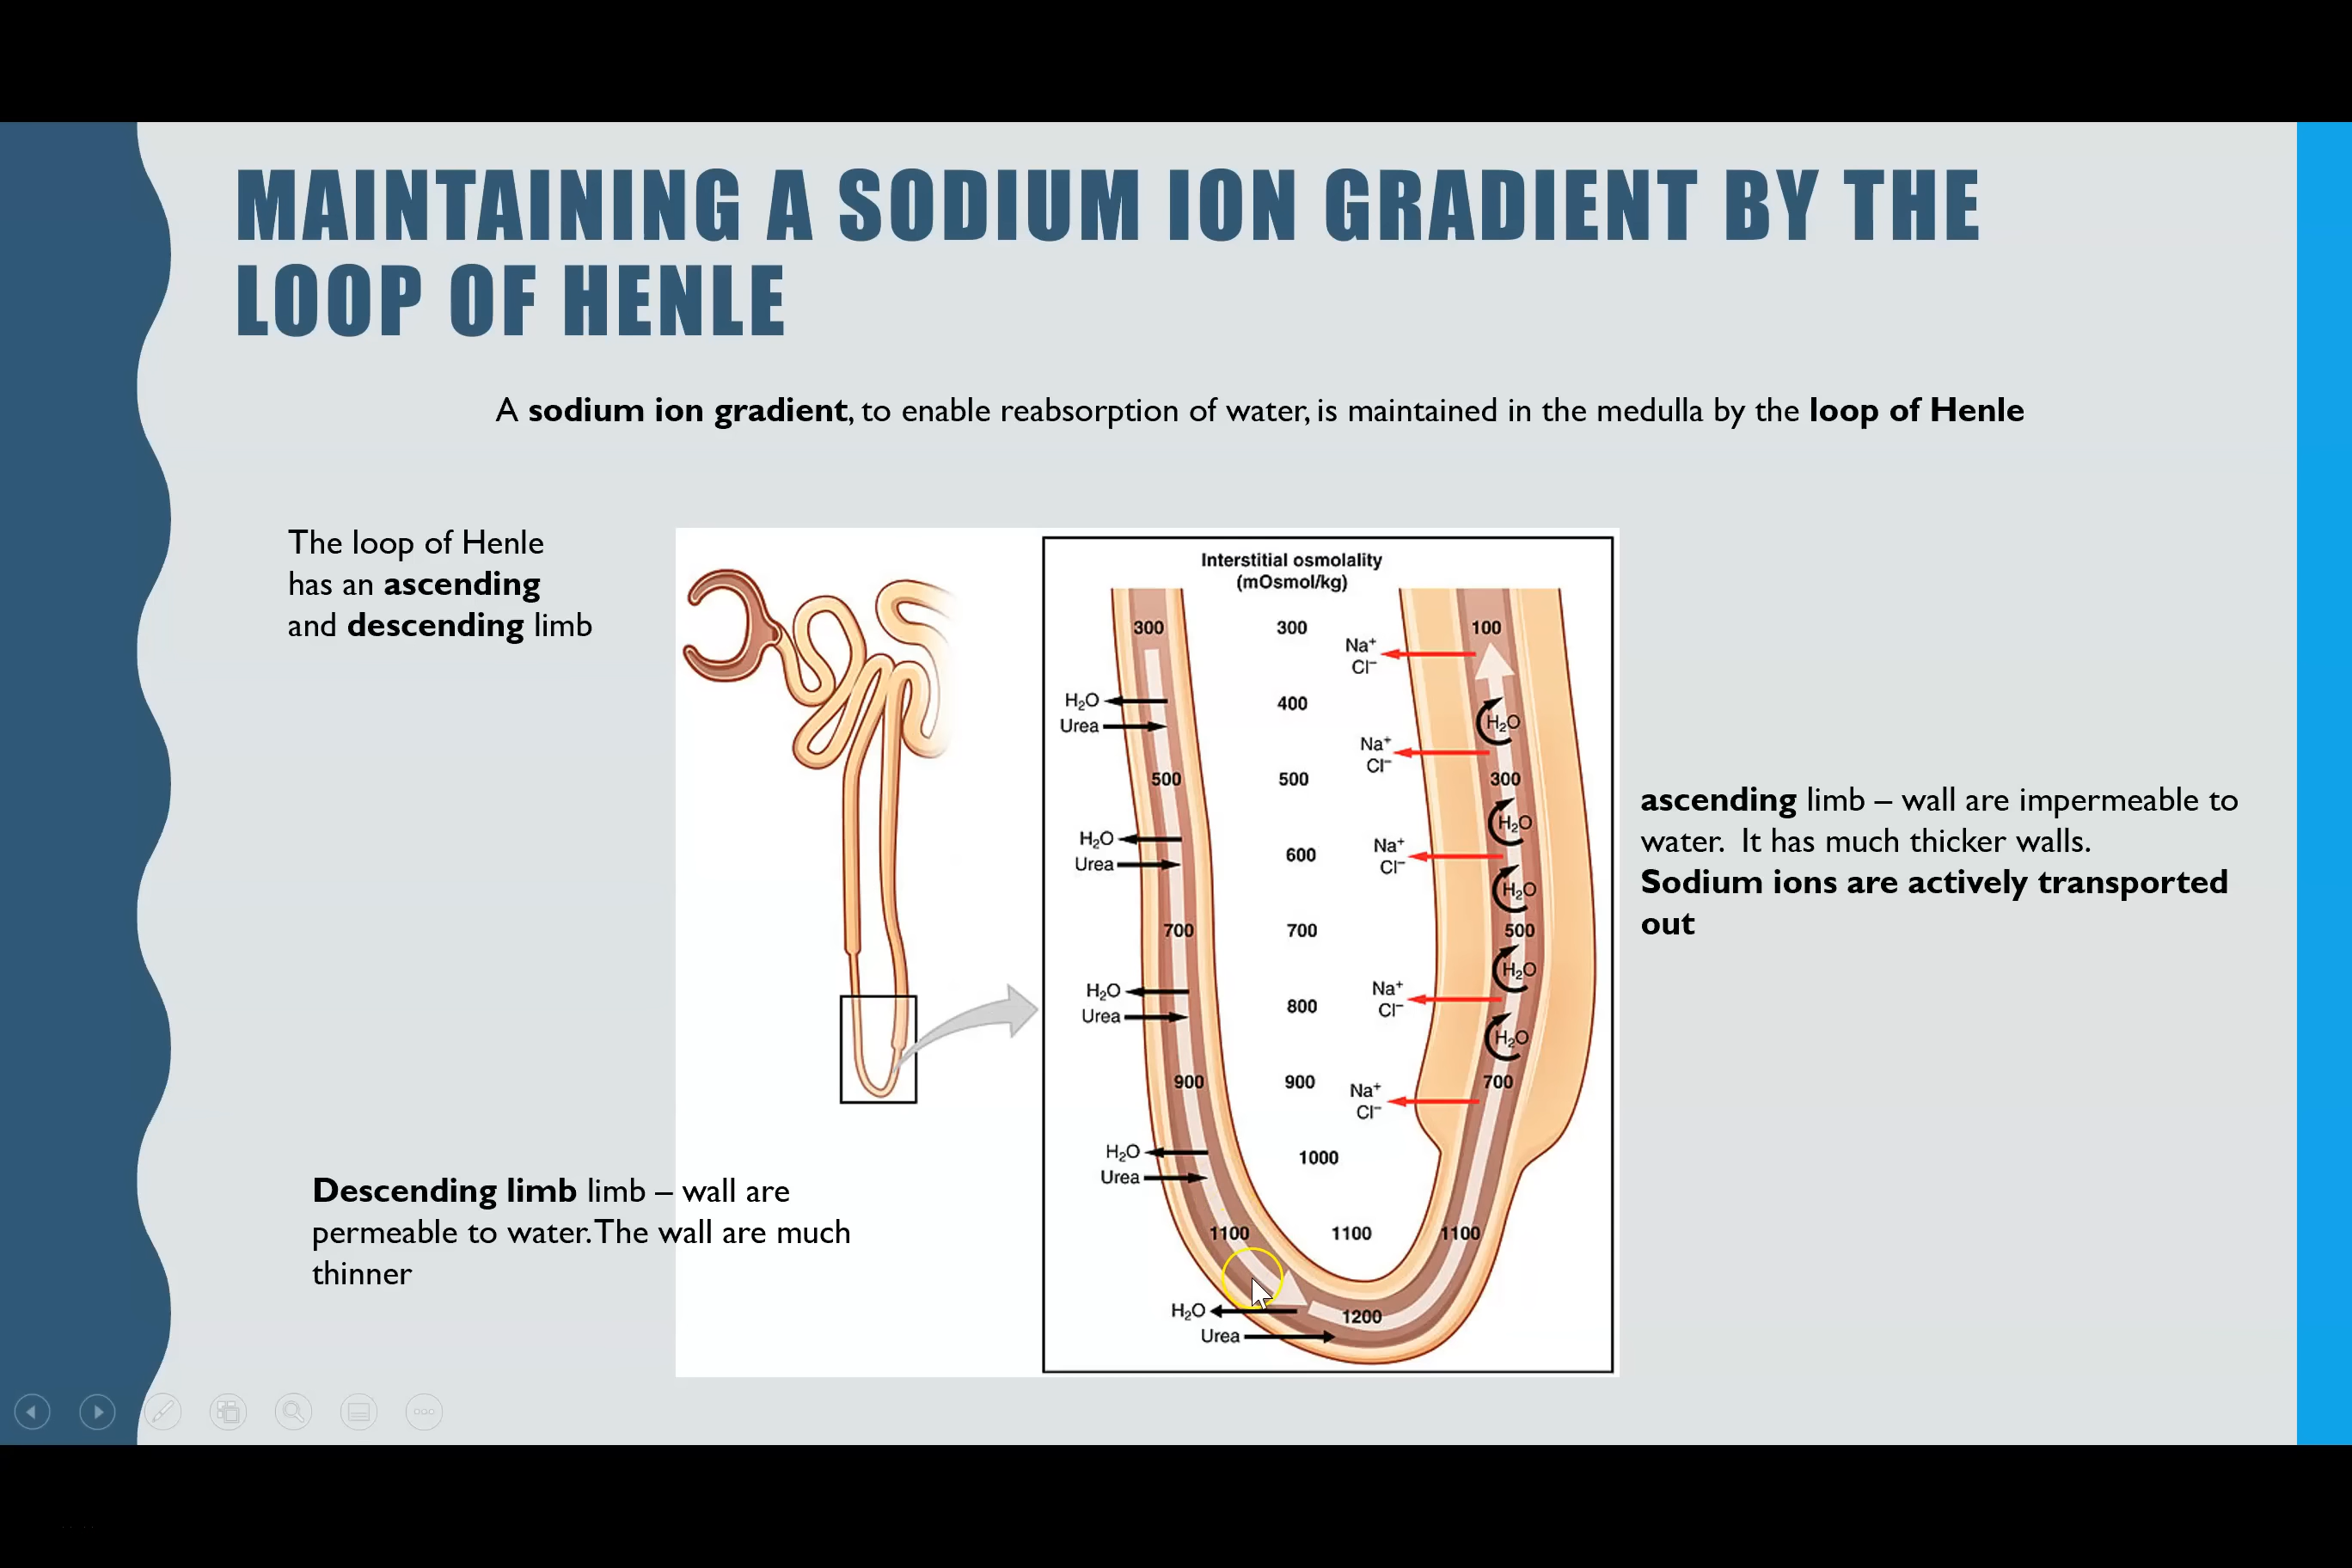 MAINTAINING A SODIUM ION GRADIENT BY THE
LOOP OF HENLE
A sodium ion gradient, to enable reabsorption of water, is maintained in the medulla by the loop of Henle
The loop of Henle
has an ascending
and descending limb
Interstitial osmolality
(mOsmol/kg)
300 300 100
Na⁺
Cl⁻
H₂O 400 H₂O
Urea
Na⁺
Cl⁻
500 500 300
H₂O H₂O
Urea
600 Na⁺
Cl⁻
H₂O
700 700 500
H₂O
H₂O 800 Na⁺
Urea Cl⁻
H₂O
900 900 700
Na⁺
Cl⁻
H₂O 1000
Urea
1100 1100 1100
H₂O 1200
Urea
ascending limb – wall are impermeable to
water. It has much thicker walls.
Sodium ions are actively transported
out
Descending limb limb – wall are
permeable to water. The wall are much
thinner